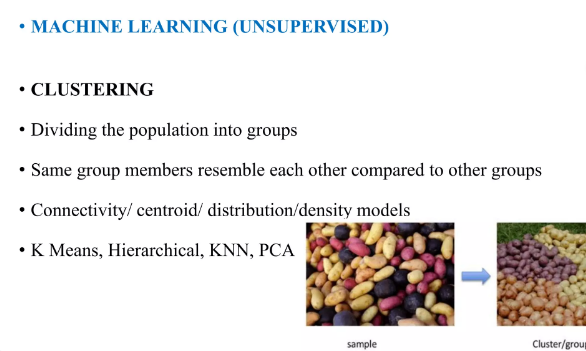 • MACHINE LEARNING (UNSUPERVISED)
• CLUSTERING
• Dividing the population into groups
• Same group members resemble each other compared to other groups
• Connectivity/ centroid/ distribution/density models
• K Means, Hierarchical, KNN, PCA
sample
Cluster/group